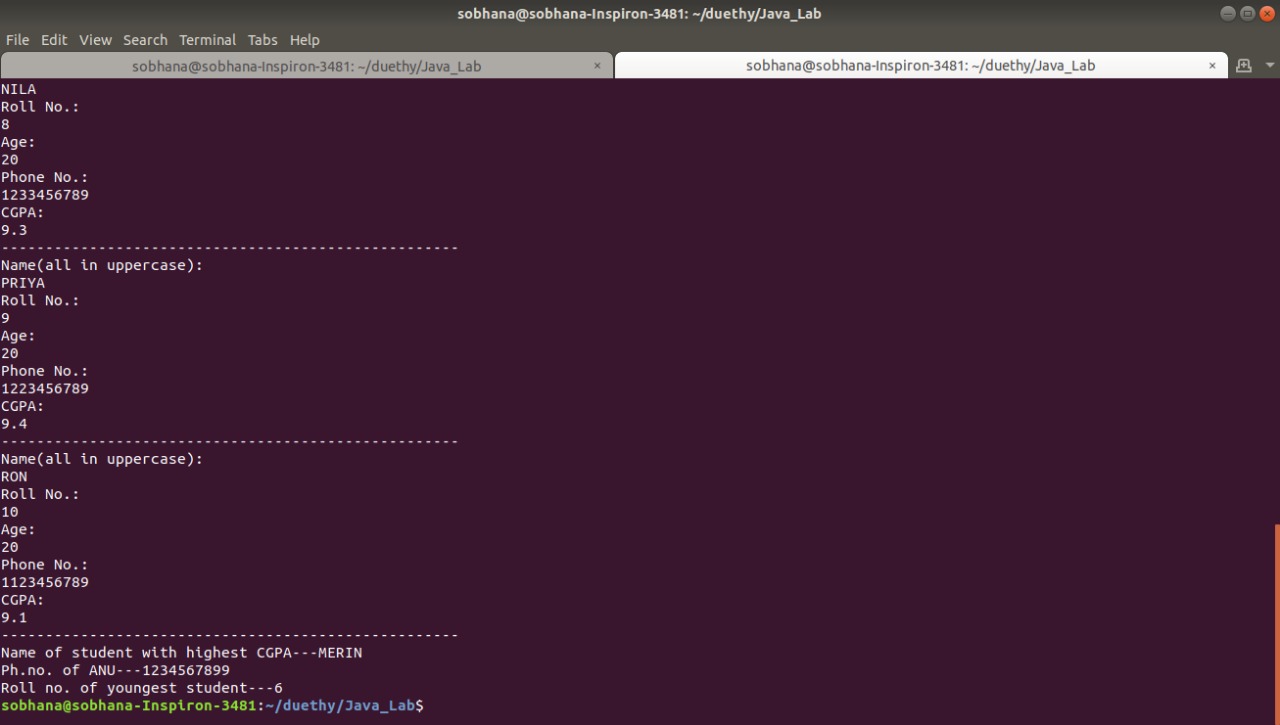 sobhana@sobhana-Inspiron-3481: ~/duethy/Java_Lab
File Edit View Search Terminal Tabs Help
sobhana@sobhana-Inspiron-3481: ~/duethy/Java_Lab × sobhana@sobhana-Inspiron-3481: ~/duethy/Java_Lab ×
NILA
Roll No.:
8
Age:
20
Phone No.:
1233456789
CGPA:
9.3
----------------------------------------------------
Name(all in uppercase):
PRIYA
Roll No.:
9
Age:
20
Phone No.:
1223456789
CGPA:
9.4
----------------------------------------------------
Name(all in uppercase):
RON
Roll No.:
10
Age:
20
Phone No.:
1123456789
CGPA:
9.1
----------------------------------------------------
Name of student with highest CGPA---MERIN
Ph.no. of ANU---1234567899
Roll no. of youngest student---6
sobhana@sobhana-Inspiron-3481:~/duethy/Java_Lab$